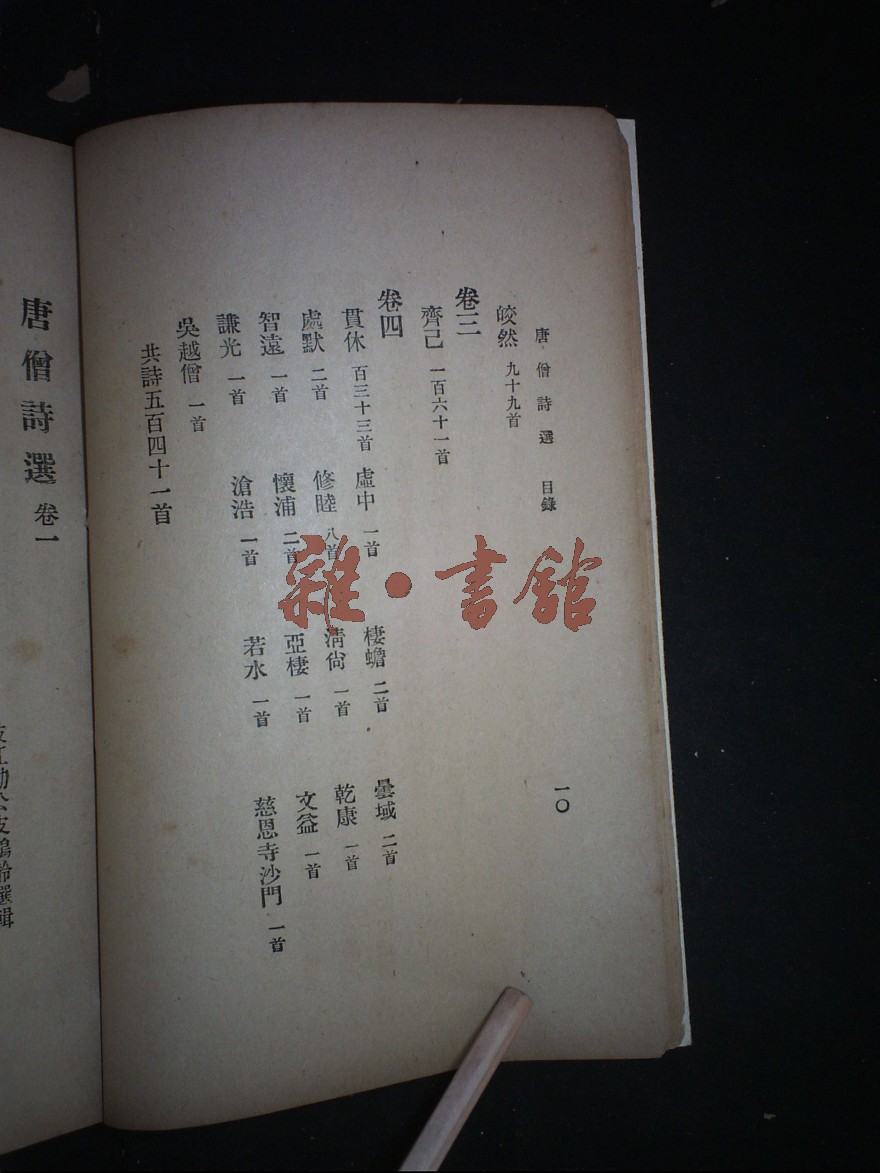 唐僧詩選 目錄 一〇
皎然 九十九首
卷三
齊己 一百六十一首
卷四
貫休 百三十三首 虛中 一首 棲蟾 二首 曇域 二首
處默 二首 修睦 八首 淸尙 一首 乾康 一首
智遠 一首 懷浦 二首 亞棲 一首 文益 一首
謙光 一首 滄浩 一首 若水 一首 慈恩寺沙門 一首
吳越僧 一首
共詩五百四十一首
唐僧詩選 卷一
選輯
雜·書館